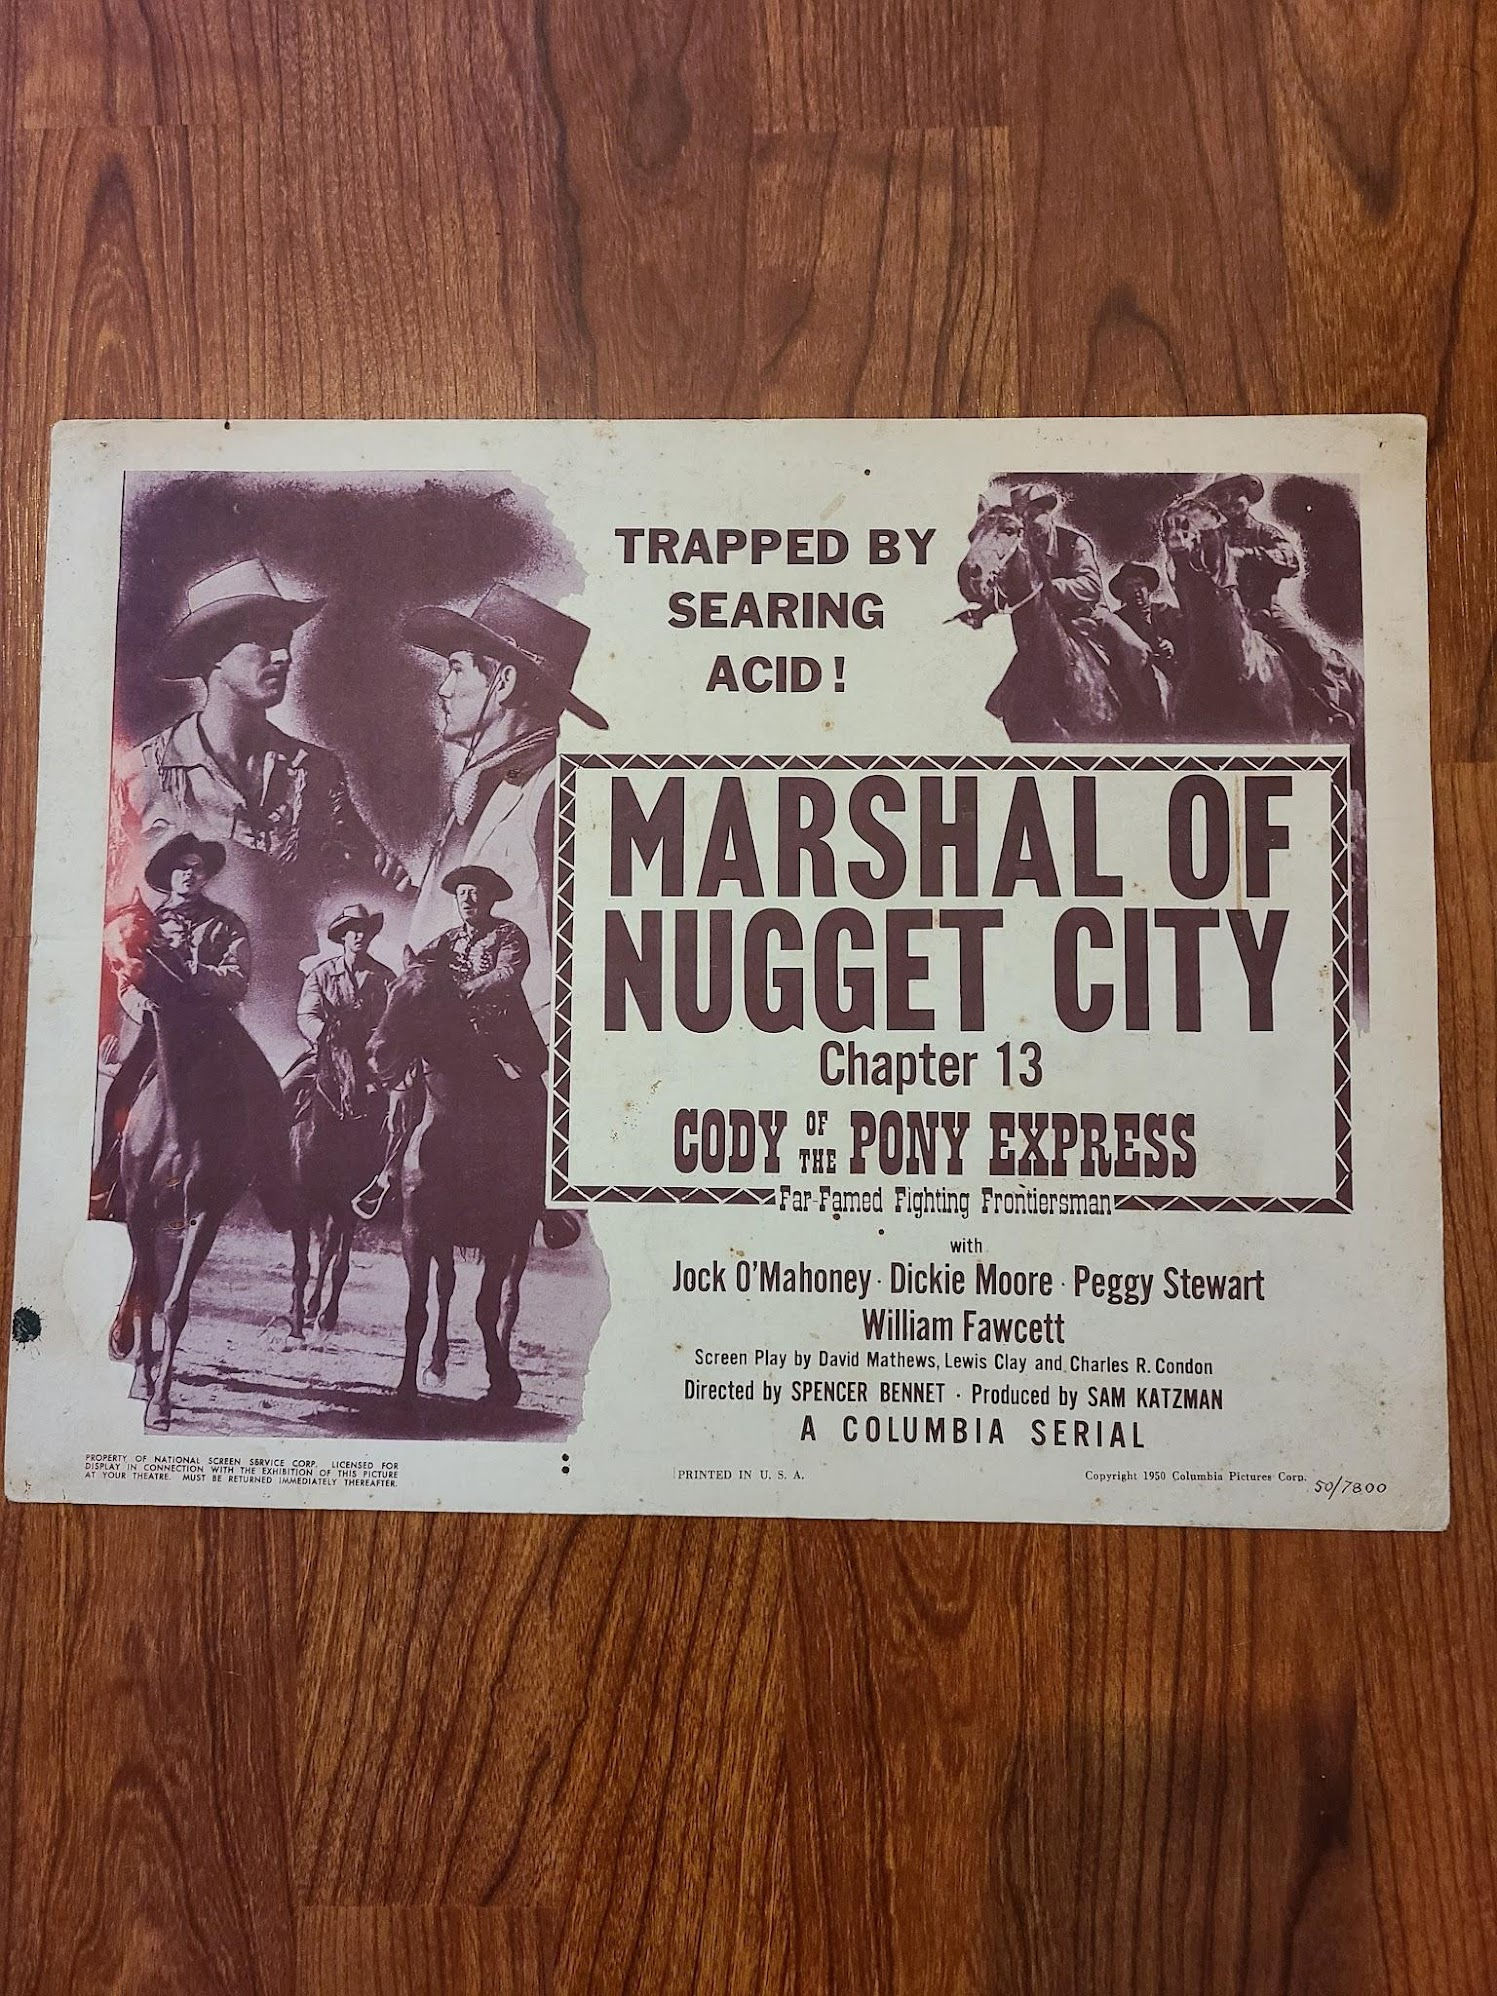 TRAPPED BY
SEARING
ACID!
MARSHAL OF
NUGGET CITY
Chapter 13
CODY OF THE PONY EXPRESS
Far-Famed Fighting Frontiersman
with
Jock O'Mahoney · Dickie Moore · Peggy Stewart
William Fawcett
Screen Play by David Mathews, Lewis Clay and Charles R. Condon
Directed by SPENCER BENNET · Produced by SAM KATZMAN
A COLUMBIA SERIAL
PROPERTY OF NATIONAL SCREEN SERVICE CORP. LICENSED FOR
DISPLAY IN CONNECTION WITH THE EXHIBITION OF THIS PICTURE
AT YOUR THEATRE. MUST BE RETURNED IMMEDIATELY THEREAFTER.
PRINTED IN U. S. A.
Copyright 1950 Columbia Pictures Corp. 50/7800